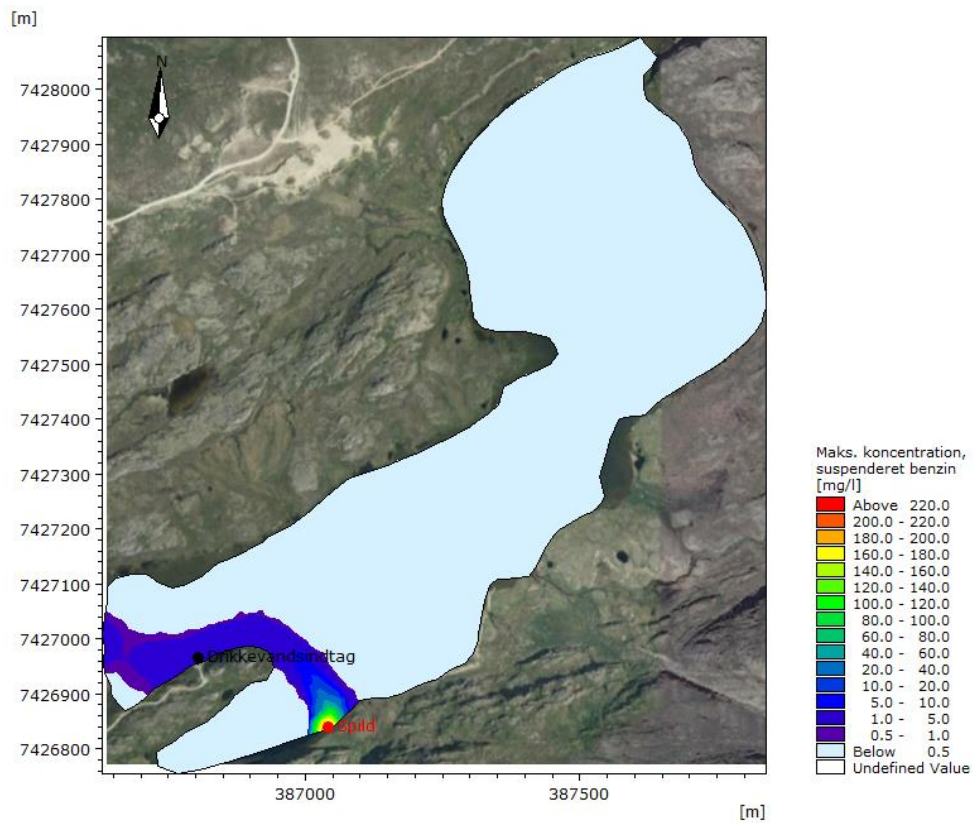 [m]
N
7428000
7427900
7427800
7427700
7427600
7427500
7427400
7427300
7427200
7427100
7427000
7426900
7426800
Drikkevandsindtag
Spild
387000
387500
[m]
Maks. koncentration,
suspenderet benzin
[mg/l]
Above 220.0
200.0 - 220.0
180.0 - 200.0
160.0 - 180.0
140.0 - 160.0
120.0 - 140.0
100.0 - 120.0
80.0 - 100.0
60.0 - 80.0
40.0 - 60.0
20.0 - 40.0
10.0 - 20.0
5.0 - 10.0
1.0 - 5.0
0.5 - 1.0
Below 0.5
Undefined Value